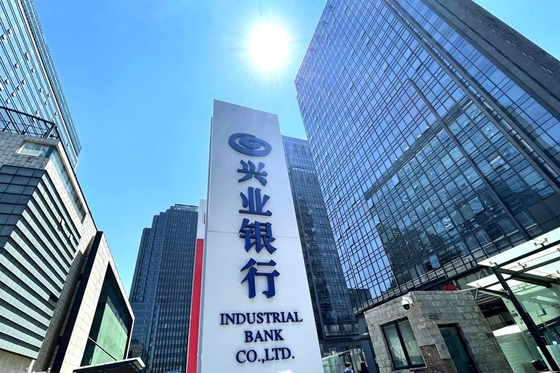 兴业银行
INDUSTRIAL
BANK
CO.,LTD.